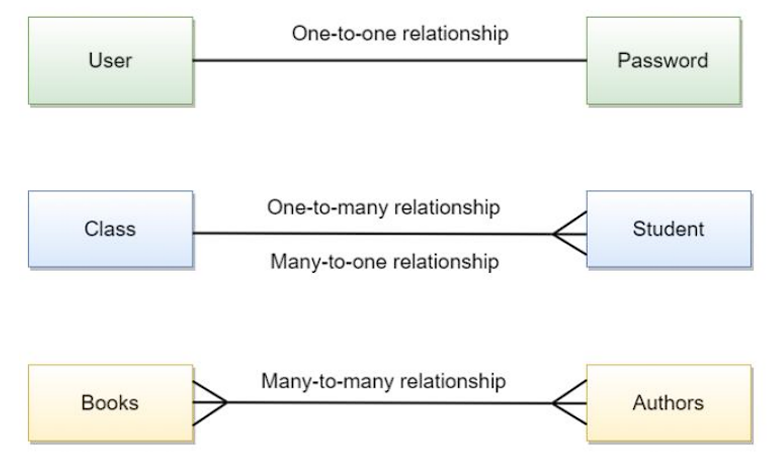 One-to-one relationship
User
Password
One-to-many relationship
Class
Student
Many-to-one relationship
Many-to-many relationship
Books
Authors